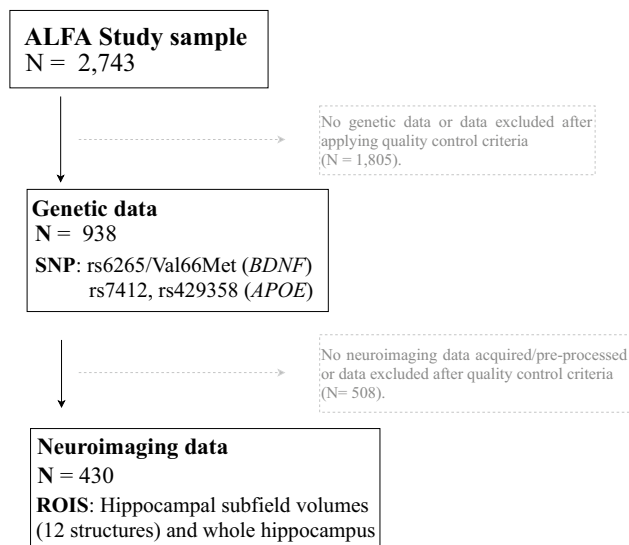 ALFA Study sample
N = 2,743
No genetic data or data excluded after
applying quality control criteria
(N = 1,805).
Genetic data
N = 938
SNP: rs6265/Val66Met (BDNF)
rs7412, rs429358 (APOE)
No neuroimaging data acquired/pre-processed
or data excluded after quality control criteria
(N= 508).
Neuroimaging data
N = 430
ROIS: Hippocampal subfield volumes
(12 structures) and whole hippocampus